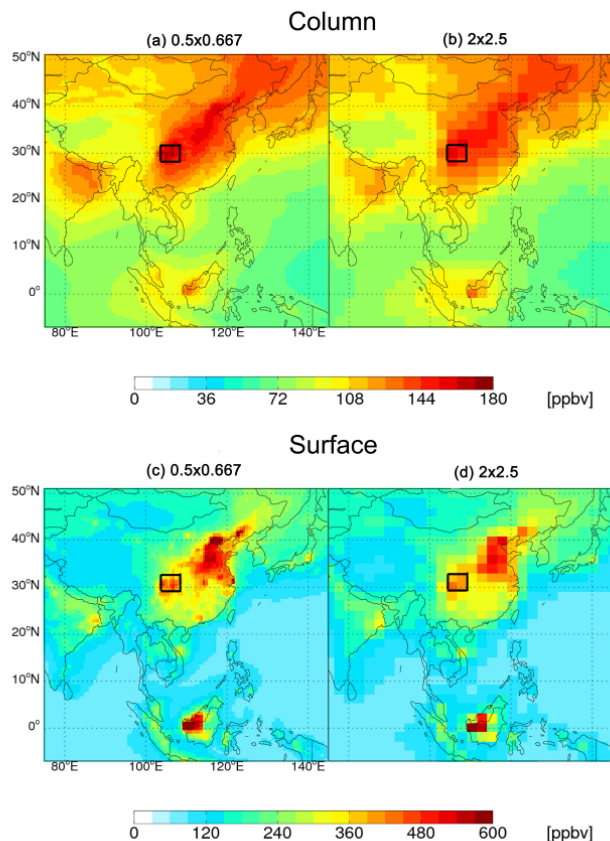 Column
(a) 0.5x0.667
(b) 2x2.5
50°N
40°N
30°N
20°N
10°N
0°
80°E 100°E 120°E 140°E
0 36 72 108 144 180 [ppbv]
Surface
(c) 0.5x0.667
(d) 2x2.5
50°N
40°N
30°N
20°N
10°N
0°
80°E 100°E 120°E 140°E
0 120 240 360 480 600 [ppbv]